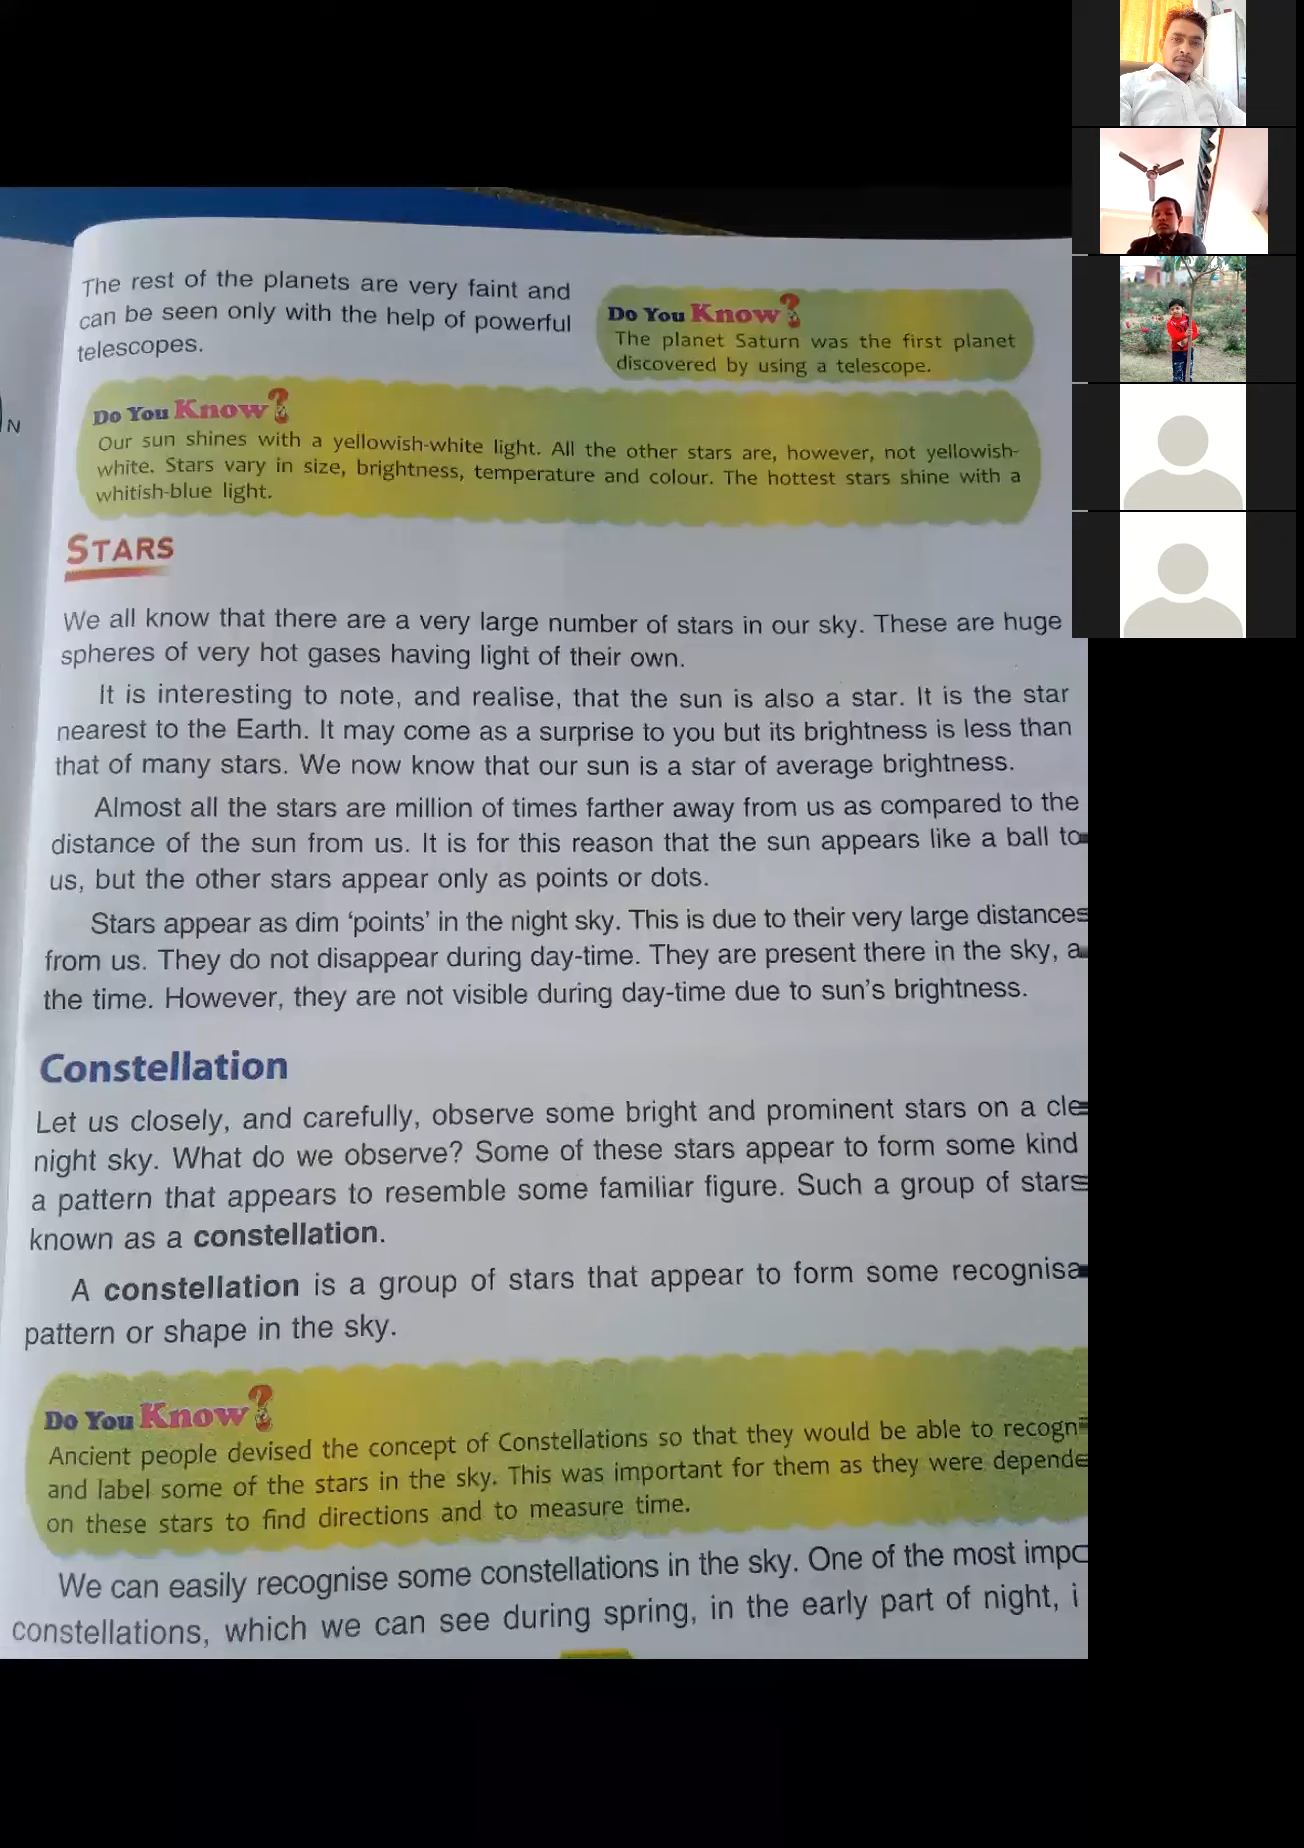 The rest of the planets are very faint and
can be seen only with the help of powerful
telescopes.
Do You Know?
The planet Saturn was the first planet
discovered by using a telescope.
N
Do You Know?
Our sun shines with a yellowish-white light. All the other stars are, however, not yellowish-
white. Stars vary in size, brightness, temperature and colour. The hottest stars shine with a
whitish-blue light.
STARS
We all know that there are a very large number of stars in our sky. These are huge
spheres of very hot gases having light of their own.
It is interesting to note, and realise, that the sun is also a star. It is the star
nearest to the Earth. It may come as a surprise to you but its brightness is less than
that of many stars. We now know that our sun is a star of average brightness.
Almost all the stars are million of times farther away from us as compared to the
distance of the sun from us. It is for this reason that the sun appears like a ball to
us, but the other stars appear only as points or dots.
Stars appear as dim 'points' in the night sky. This is due to their very large distances
from us. They do not disappear during day-time. They are present there in the sky,
the time. However, they are not visible during day-time due to sun's brightness.
Constellation
Let us closely, and carefully, observe some bright and prominent stars on a
night sky. What do we observe? Some of these stars appear to form some kind
a pattern that appears to resemble some familiar figure. Such a group of stars
known as a constellation.
A constellation is a group of stars that appear to form some
pattern or shape in the sky.
Do You Know?
Ancient people devised the concept of Constellations so that they would be able to
and label some of the stars in the sky. This was important for them as they were
on these stars to find directions and to measure time.
We can easily recognise some constellations in the sky. One of the most
constellations, which we can see during spring, in the early part of night,